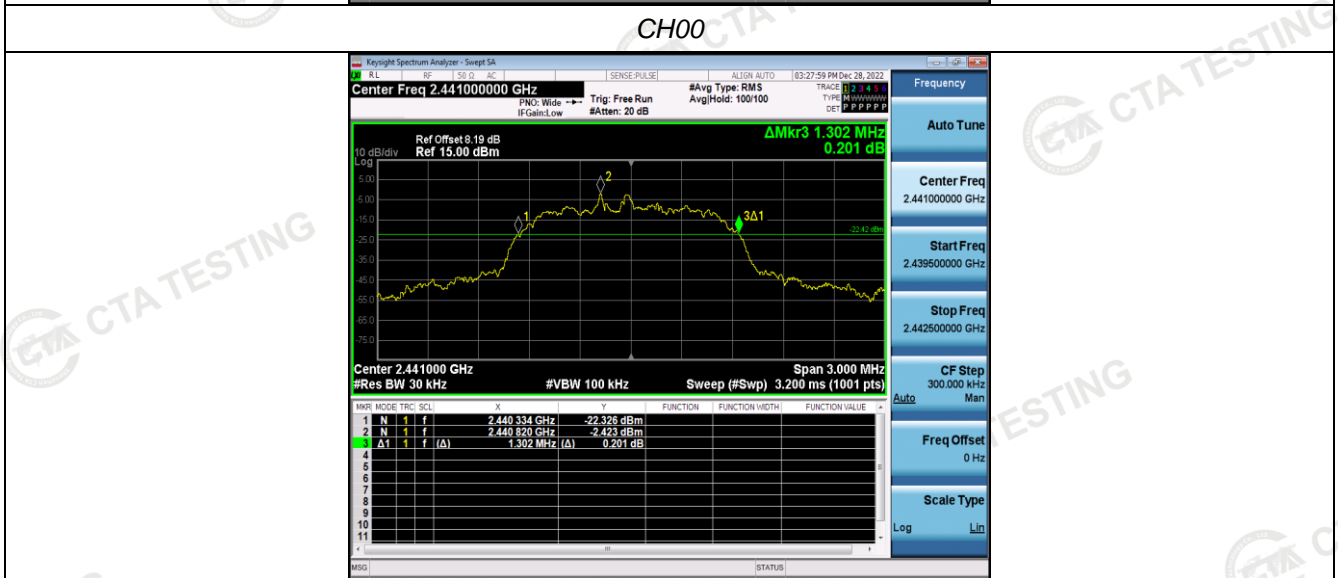 CH00
CTA TESTING
Keysight Spectrum Analyzer - Swept SA
RL RF 50 Ω AC SENSE:PULSE ALIGN AUTO 03:27:59 PM Dec 28, 2022
Center Freq 2.441000000 GHz
PNO: Wide
IFGain:Low
Trig: Free Run
#Atten: 20 dB
#Avg Type: RMS
Avg|Hold: 100/100
TRACE 1 2 3 4 5 6
TYPE M WWWWW
DET P P P P P P
Frequency
Auto Tune
Center Freq
2.441000000 GHz
Start Freq
2.439500000 GHz
Stop Freq
2.442500000 GHz
CF Step
300.000 kHz
Auto Man
Freq Offset
0 Hz
Scale Type
Log Lin
Ref Offset 8.19 dB
10 dB/div Ref 15.00 dBm
Log
ΔMkr3 1.302 MHz
0.201 dB
5.00
-5.00
-15.0
-25.0
-35.0
-45.0
-55.0
-65.0
-75.0
1
2
3Δ1
-22.42 dBm
Center 2.441000 GHz Span 3.000 MHz
#Res BW 30 kHz #VBW 100 kHz Sweep (#Swp) 3.200 ms (1001 pts)
MKR MODE TRC SCL X Y FUNCTION FUNCTION WIDTH FUNCTION VALUE
1 N 1 f 2.440 334 GHz -22.326 dBm
2 N 1 f 2.440 820 GHz -2.423 dBm
3 Δ1 1 f (Δ) 1.302 MHz (Δ) 0.201 dB
4
5
6
7
8
9
10
11
MSG STATUS
CTA TESTING
CTA TESTING